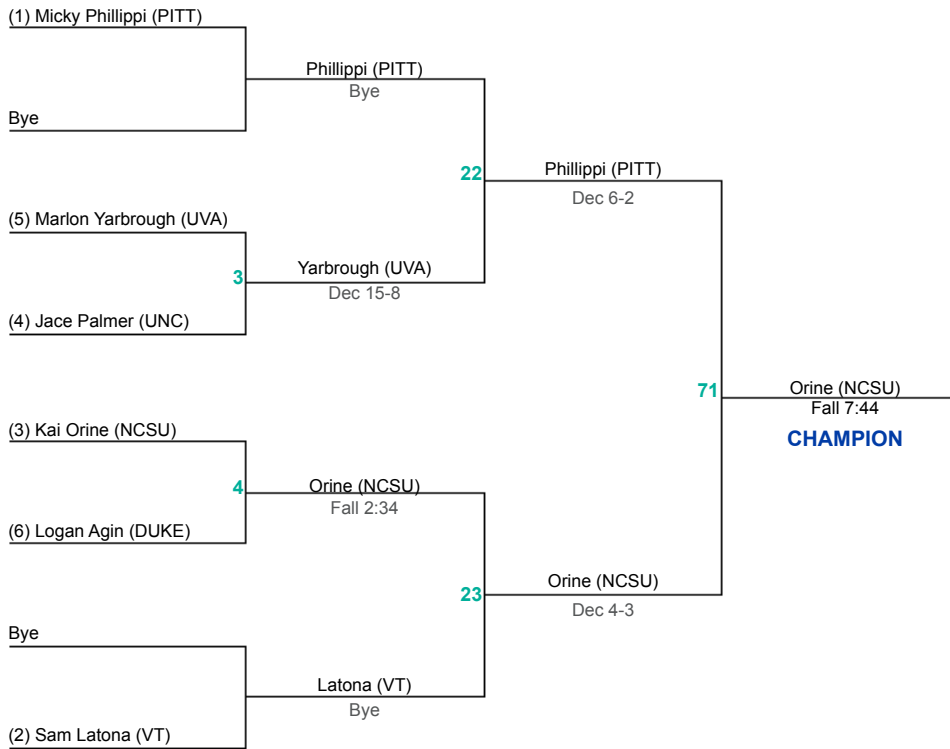 (1) Micky Phillippi (PITT)
Phillippi (PITT)
Bye
Bye
22
Phillippi (PITT)
Dec 6-2
(5) Marlon Yarbrough (UVA)
3
Yarbrough (UVA)
Dec 15-8
(4) Jace Palmer (UNC)
71
Orine (NCSU)
Fall 7:44
CHAMPION
(3) Kai Orine (NCSU)
4
Orine (NCSU)
Fall 2:34
(6) Logan Agin (DUKE)
23
Orine (NCSU)
Dec 4-3
Bye
Latona (VT)
Bye
(2) Sam Latona (VT)